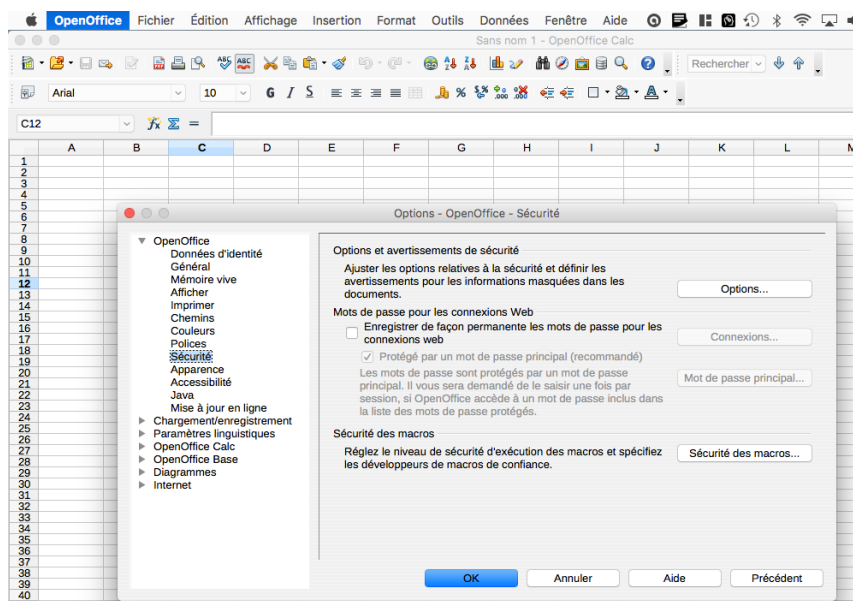 OpenOffice Fichier Édition Affichage Insertion Format Outils Données Fenêtre Aide
Sans nom 1 - OpenOffice Calc
Rechercher
Arial 10 G I S
C12
A B C D E F G H I J K L
1
2
3
4
5
6
7
8
9
10
11
12
13
14
15
16
17
18
19
20
21
22
23
24
25
26
27
28
29
30
31
32
33
34
35
36
37
38
39
40
Options - OpenOffice - Sécurité
OpenOffice
Données d'identité
Général
Mémoire vive
Afficher
Imprimer
Chemins
Couleurs
Polices
Sécurité
Apparence
Accessibilité
Java
Mise à jour en ligne
Chargement/enregistrement
Paramètres linguistiques
OpenOffice Calc
OpenOffice Base
Diagrammes
Internet
Options et avertissements de sécurité
Ajuster les options relatives à la sécurité et définir les
avertissements pour les informations masquées dans les
documents.
Options...
Mots de passe pour les connexions Web
Enregistrer de façon permanente les mots de passe pour les
connexions web
Connexions...
Protégé par un mot de passe principal (recommandé)
Les mots de passe sont protégés par un mot de passe
principal. Il vous sera demandé de le saisir une fois par
session, si OpenOffice accède à un mot de passe inclus dans
la liste des mots de passe protégés.
Mot de passe principal...
Sécurité des macros
Réglez le niveau de sécurité d'exécution des macros et spécifiez
les développeurs de macros de confiance.
Sécurité des macros...
OK Annuler Aide Précédent